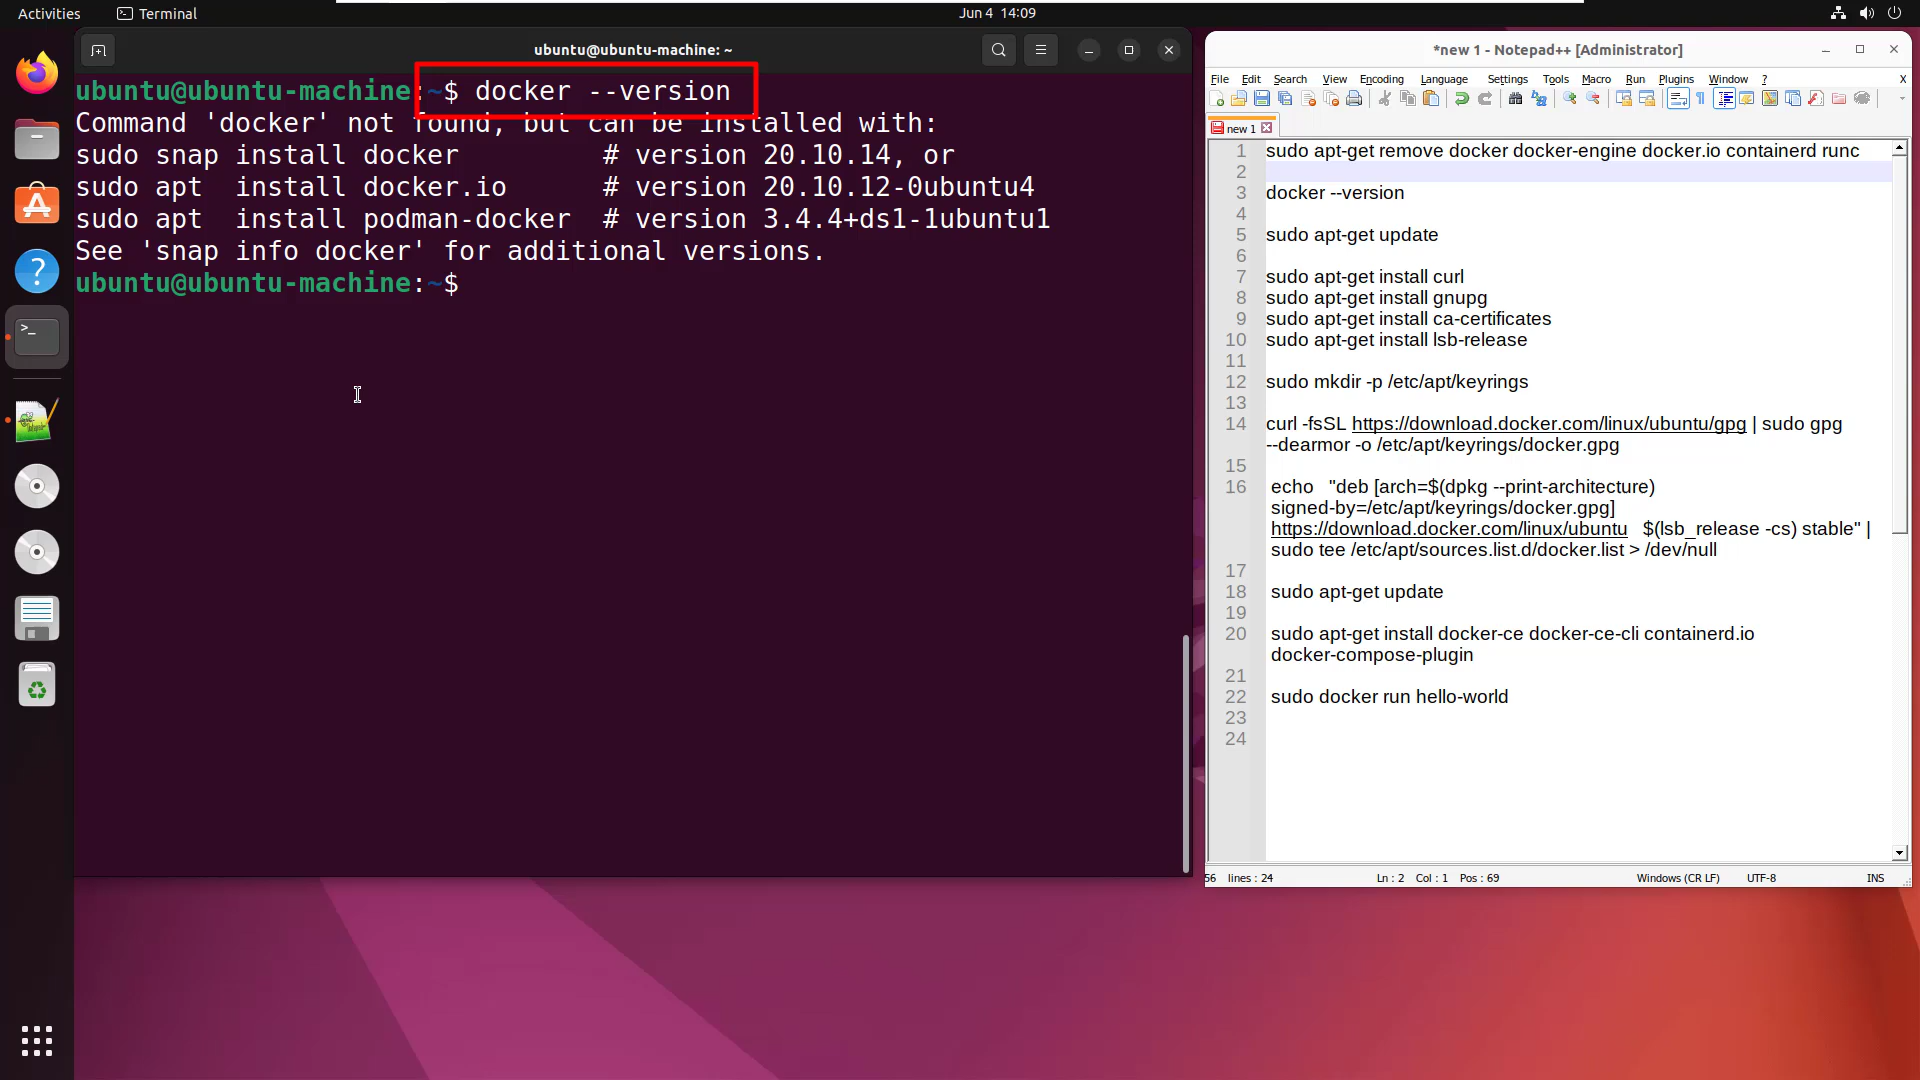 Activities
Terminal
Jun 4 14:09
ubuntu@ubuntu-machine: ~
ubuntu@ubuntu-machine:~$ docker --version
Command 'docker' not found, but can be installed with:
sudo snap install docker # version 20.10.14, or
sudo apt install docker.io # version 20.10.12-0ubuntu4
sudo apt install podman-docker # version 3.4.4+ds1-1ubuntu1
See 'snap info docker' for additional versions.
ubuntu@ubuntu-machine:~$
*new 1 - Notepad++ [Administrator]
File Edit Search View Encoding Language Settings Tools Macro Run Plugins Window ? X
new 1
1 sudo apt-get remove docker docker-engine docker.io containerd runc
2
3 docker --version
4
5 sudo apt-get update
6
7 sudo apt-get install curl
8 sudo apt-get install gnupg
9 sudo apt-get install ca-certificates
10 sudo apt-get install lsb-release
11
12 sudo mkdir -p /etc/apt/keyrings
13
14 curl -fsSL https://download.docker.com/linux/ubuntu/gpg | sudo gpg
--dearmor -o /etc/apt/keyrings/docker.gpg
15
16 echo "deb [arch=$(dpkg --print-architecture)
signed-by=/etc/apt/keyrings/docker.gpg]
https://download.docker.com/linux/ubuntu $(lsb_release -cs) stable" |
sudo tee /etc/apt/sources.list.d/docker.list > /dev/null
17
18 sudo apt-get update
19
20 sudo apt-get install docker-ce docker-ce-cli containerd.io
docker-compose-plugin
21
22 sudo docker run hello-world
23
24
56 lines : 24 Ln : 2 Col : 1 Pos : 69 Windows (CR LF) UTF-8 INS